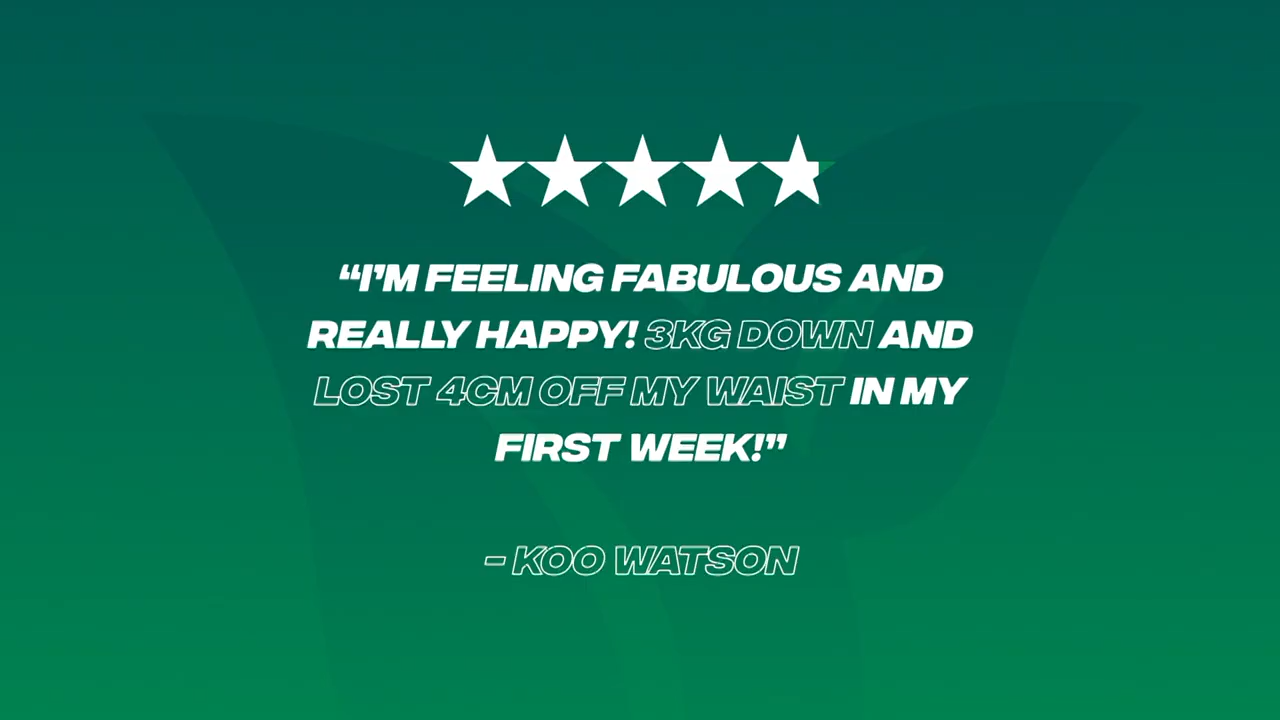 “I’M FEELING FABULOUS AND
REALLY HAPPY! 3KG DOWN AND
LOST 4CM OFF MY WAIST IN MY
FIRST WEEK!”
- KOO WATSON